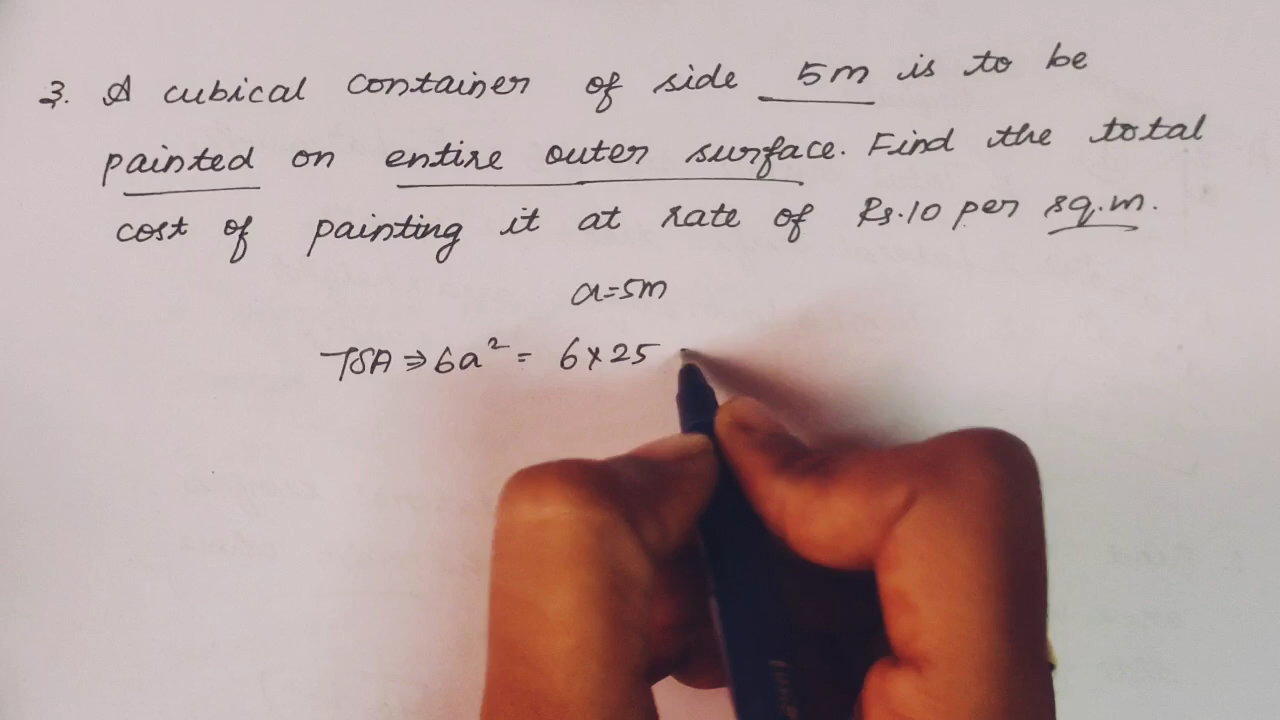 3. A cubical container of side 5m is to be
painted on entire outer surface. Find the total
cost of painting it at rate of Rs.10 per sq.m.
a=5m
TSA ⇒ 6a² = 6×25